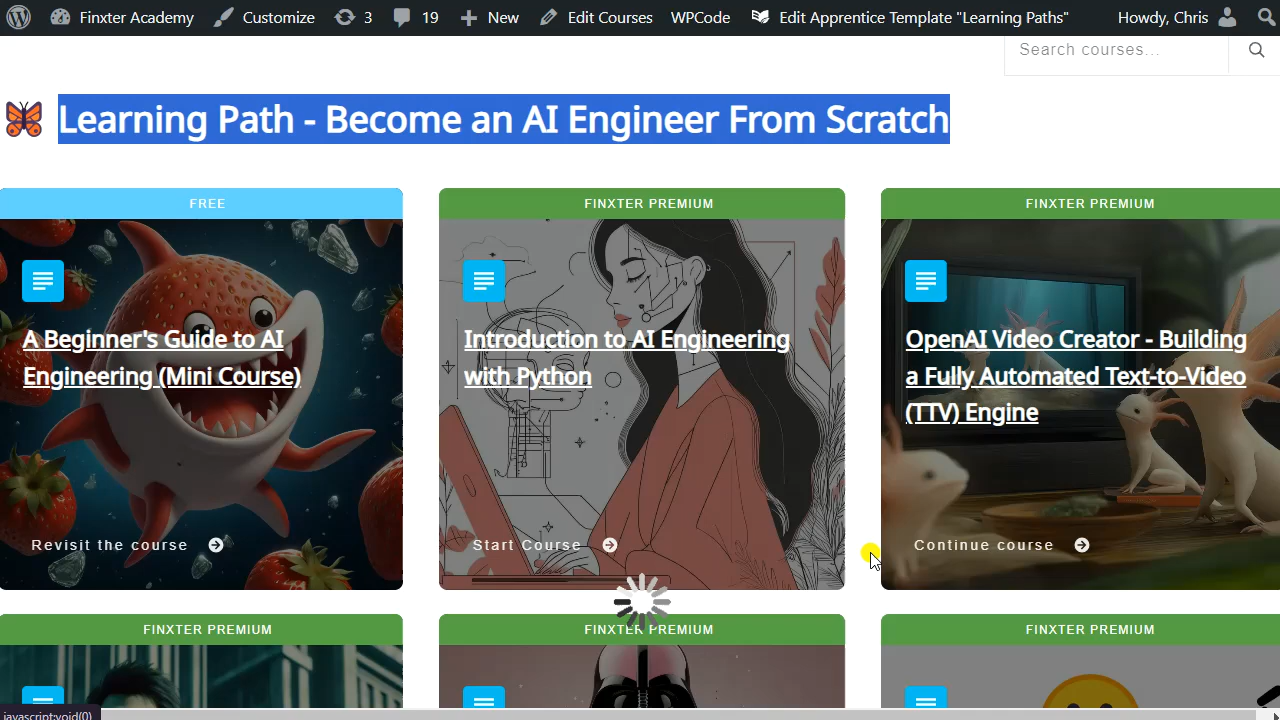 Finxter Academy Customize 3 19 New Edit Courses WPCode Edit Apprentice Template "Learning Paths" Howdy, Chris
Search courses...
Learning Path - Become an AI Engineer From Scratch
FREE
A Beginner's Guide to AI
Engineering (Mini Course)
Revisit the course
FINXTER PREMIUM
Introduction to AI Engineering
with Python
Start Course
FINXTER PREMIUM
OpenAI Video Creator - Building
a Fully Automated Text-to-Video
(TTV) Engine
Continue course
FINXTER PREMIUM
FINXTER PREMIUM
FINXTER PREMIUM
javascript:void(0)